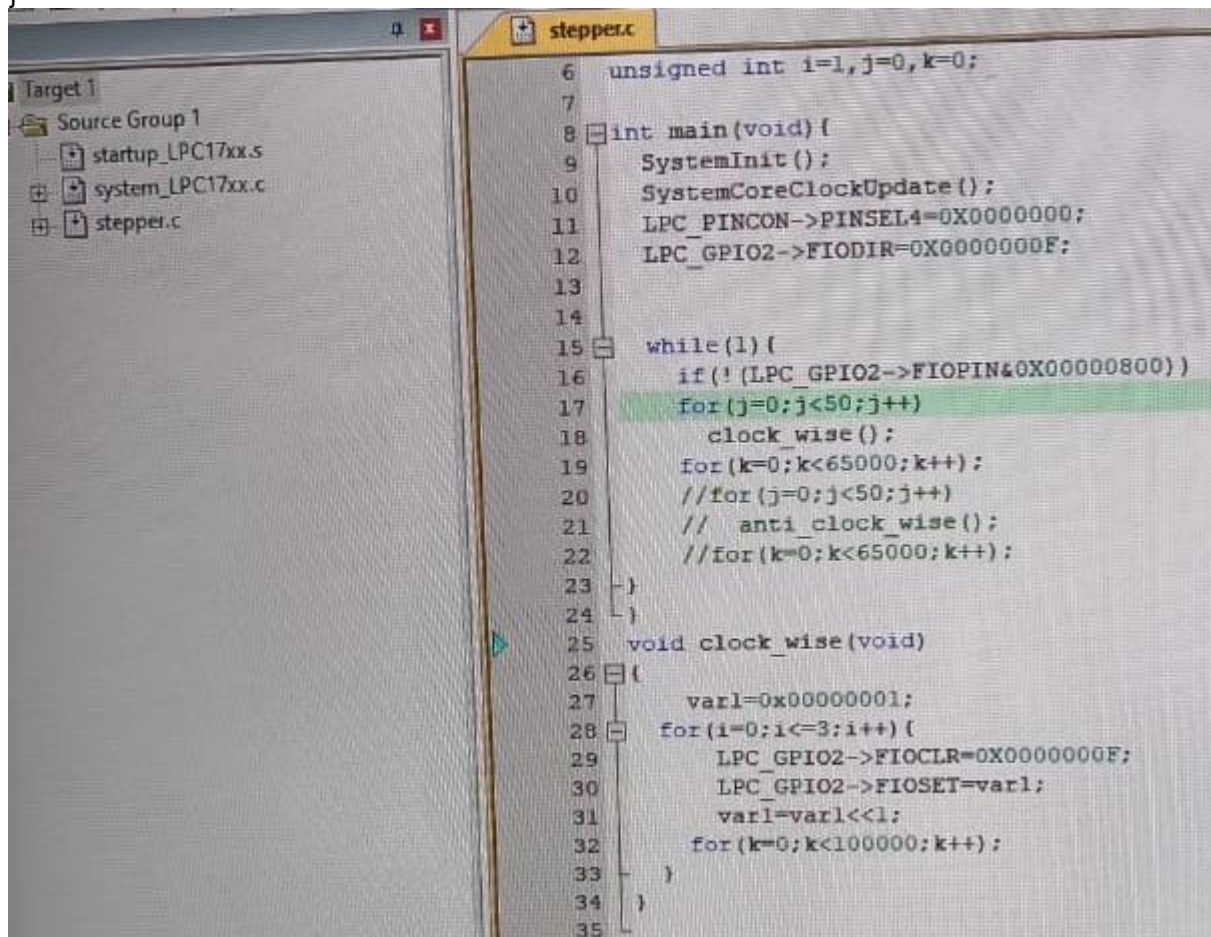 stepper.c
Target 1
Source Group 1
startup_LPC17xx.s
system_LPC17xx.c
stepper.c
6 unsigned int i=1,j=0,k=0;
7
8 int main(void){
9 SystemInit();
10 SystemCoreClockUpdate();
11 LPC_PINCON->PINSEL4=0X0000000;
12 LPC_GPIO2->FIODIR=0X0000000F;
13
14
15 while(1){
16 if(!(LPC_GPIO2->FIOPIN&0X00000800))
17 for(j=0;j<50;j++)
18 clock_wise();
19 for(k=0;k<65000;k++);
20 //for(j=0;j<50;j++)
21 // anti_clock_wise();
22 //for(k=0;k<65000;k++);
23 }
24 }
25 void clock_wise(void)
26 {
27 var1=0x00000001;
28 for(i=0;i<=3;i++){
29 LPC_GPIO2->FIOCLR=0X0000000F;
30 LPC_GPIO2->FIOSET=var1;
31 var1=var1<<1;
32 for(k=0;k<100000;k++);
33 }
34 }
35